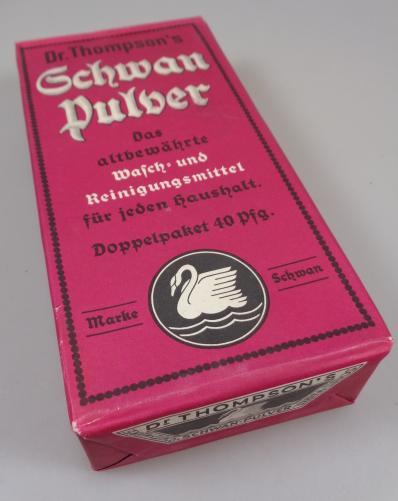 Dr. Thompson's
Schwan
Pulver
Das
altbewährte
Wasch- und
Reinigungsmittel
für jeden Haushalt.
Doppelpaket 40 Pfg.
Marke
Schwan
DR THOMPSON'S
SCHWAN-PULVER